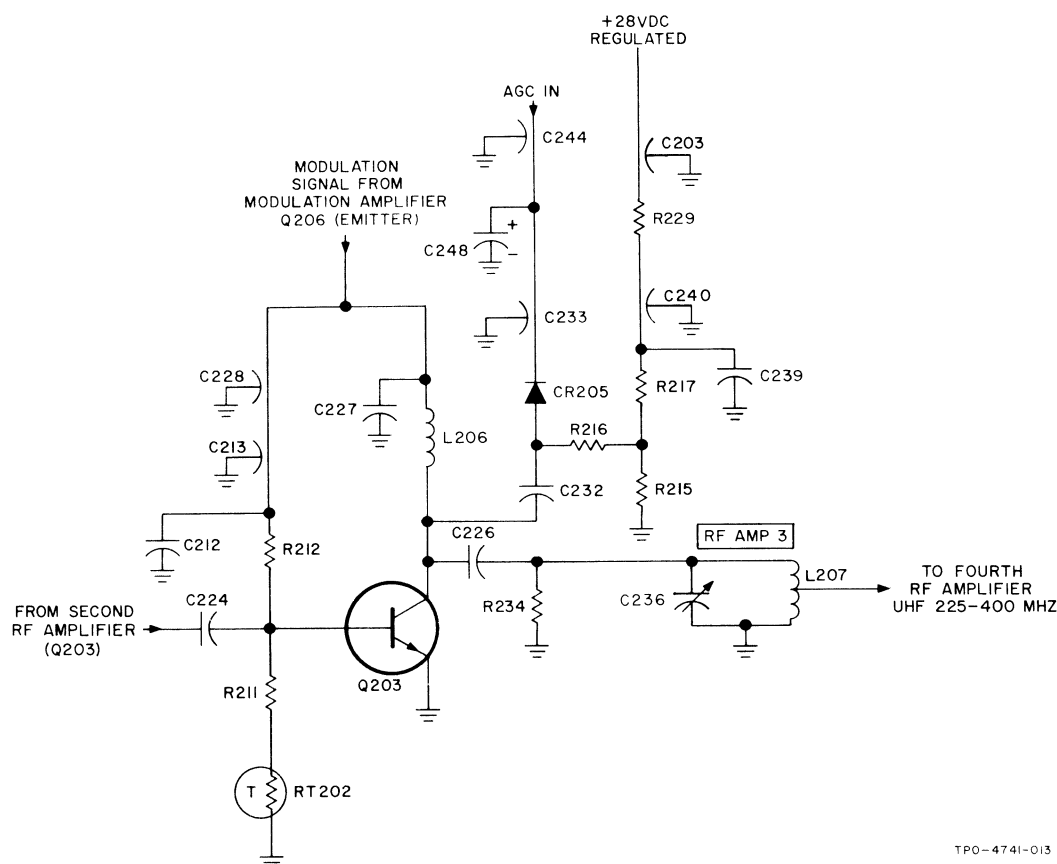 +28VDC
REGULATED
AGC IN
C244
C203
MODULATION
SIGNAL FROM
MODULATION AMPLIFIER
Q206 (EMITTER)
R229
+
C248
-
C240
C233
C228
C227
CR205
R217
C239
L206
R216
C213
C232
R215
C226
RF AMP 3
C212
R212
L207
TO FOURTH
RF AMPLIFIER
UHF 225-400 MHZ
C224
R234
C236
FROM SECOND
RF AMPLIFIER
(Q203)
Q203
R211
T
RT202
TPO-4741-013